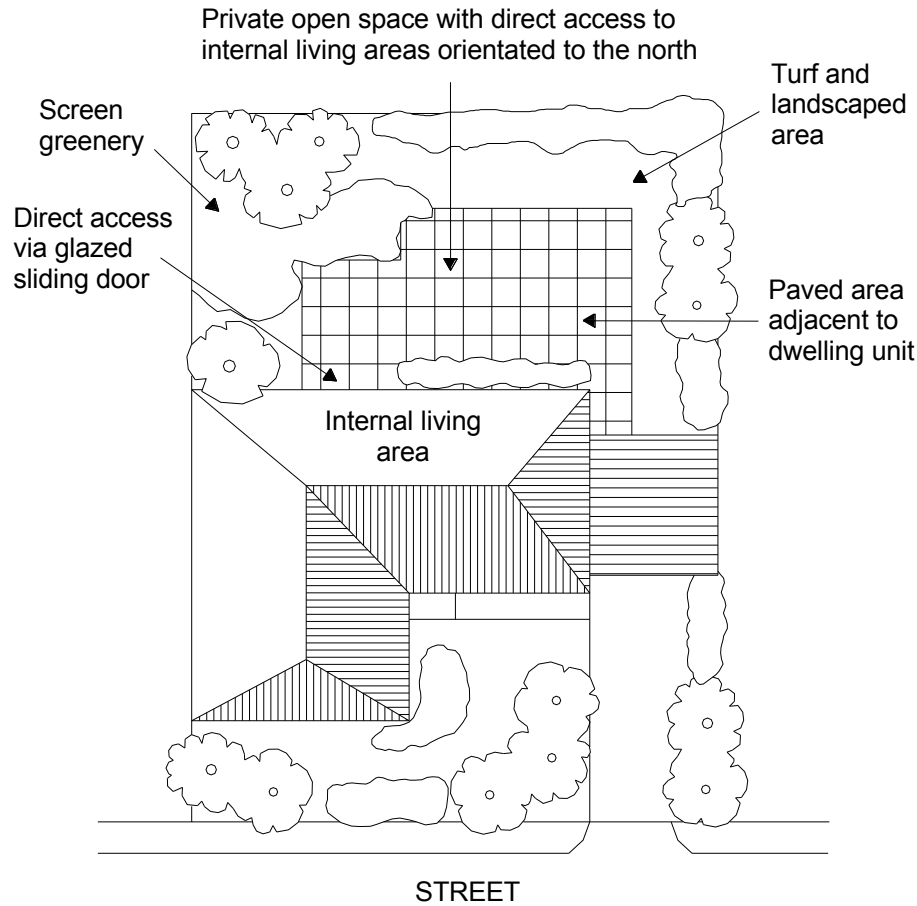 Private open space with direct access to
internal living areas orientated to the north
Turf and
landscaped
area
Screen
greenery
Direct access
via glazed
sliding door
Paved area
adjacent to
dwelling unit
Internal living
area
STREET